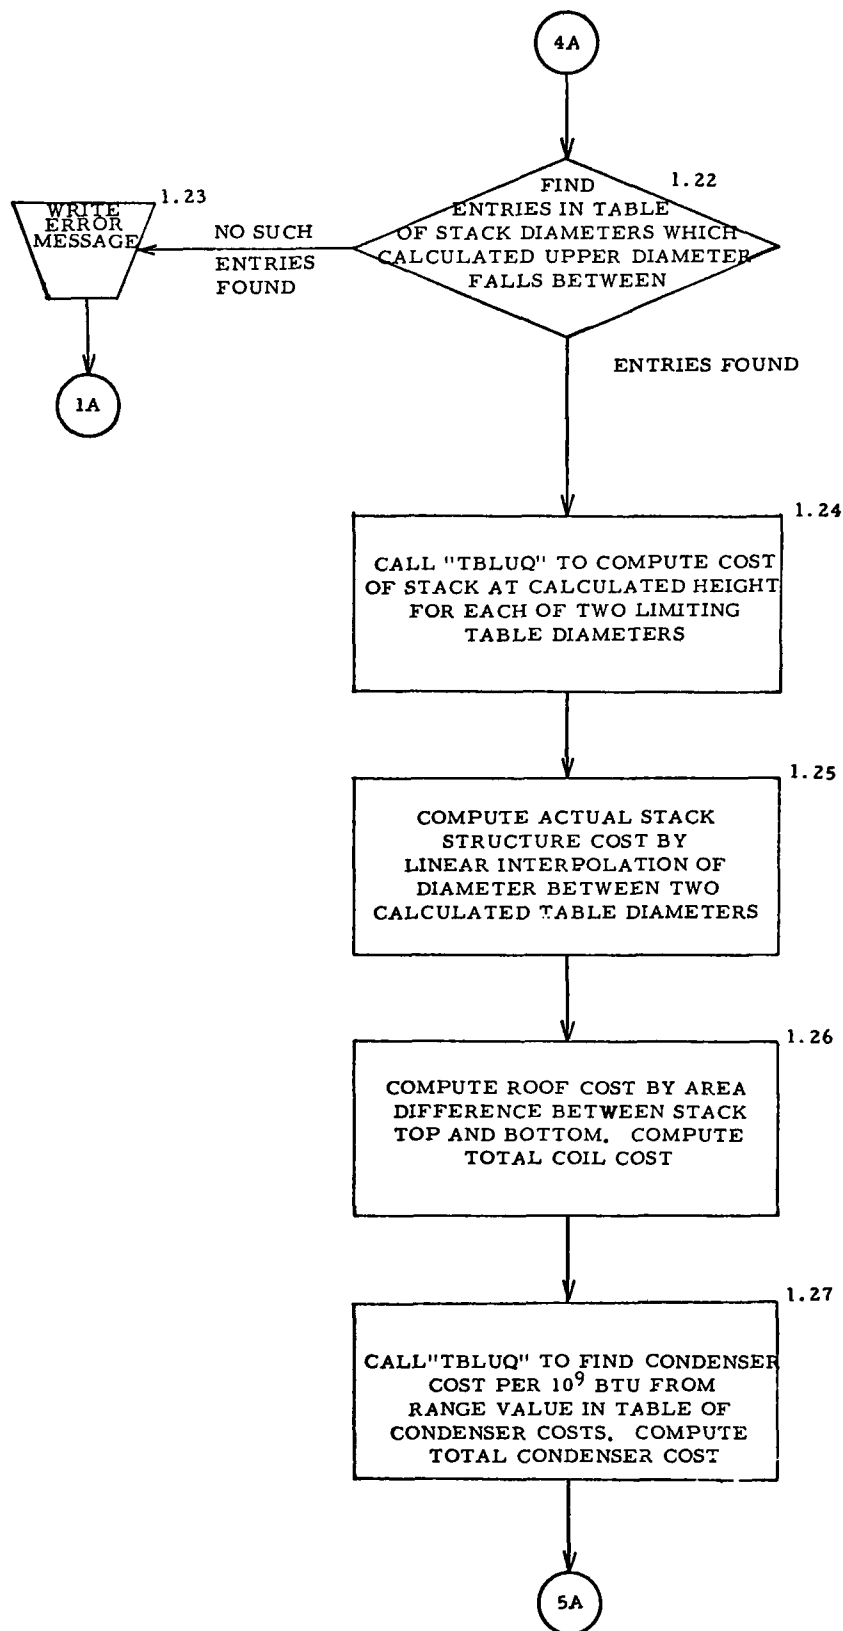 4A
1.22
FIND
ENTRIES IN TABLE
OF STACK DIAMETERS WHICH
CALCULATED UPPER DIAMETER
FALLS BETWEEN
NO SUCH
ENTRIES
FOUND
1.23
WRITE
ERROR
MESSAGE
1A
ENTRIES FOUND
1.24
CALL "TBLUQ" TO COMPUTE COST
OF STACK AT CALCULATED HEIGHT
FOR EACH OF TWO LIMITING
TABLE DIAMETERS
1.25
COMPUTE ACTUAL STACK
STRUCTURE COST BY
LINEAR INTERPOLATION OF
DIAMETER BETWEEN TWO
CALCULATED TABLE DIAMETERS
1.26
COMPUTE ROOF COST BY AREA
DIFFERENCE BETWEEN STACK
TOP AND BOTTOM. COMPUTE
TOTAL COIL COST
1.27
CALL"TBLUQ" TO FIND CONDENSER
COST PER 10⁹ BTU FROM
RANGE VALUE IN TABLE OF
CONDENSER COSTS. COMPUTE
TOTAL CONDENSER COST
5A